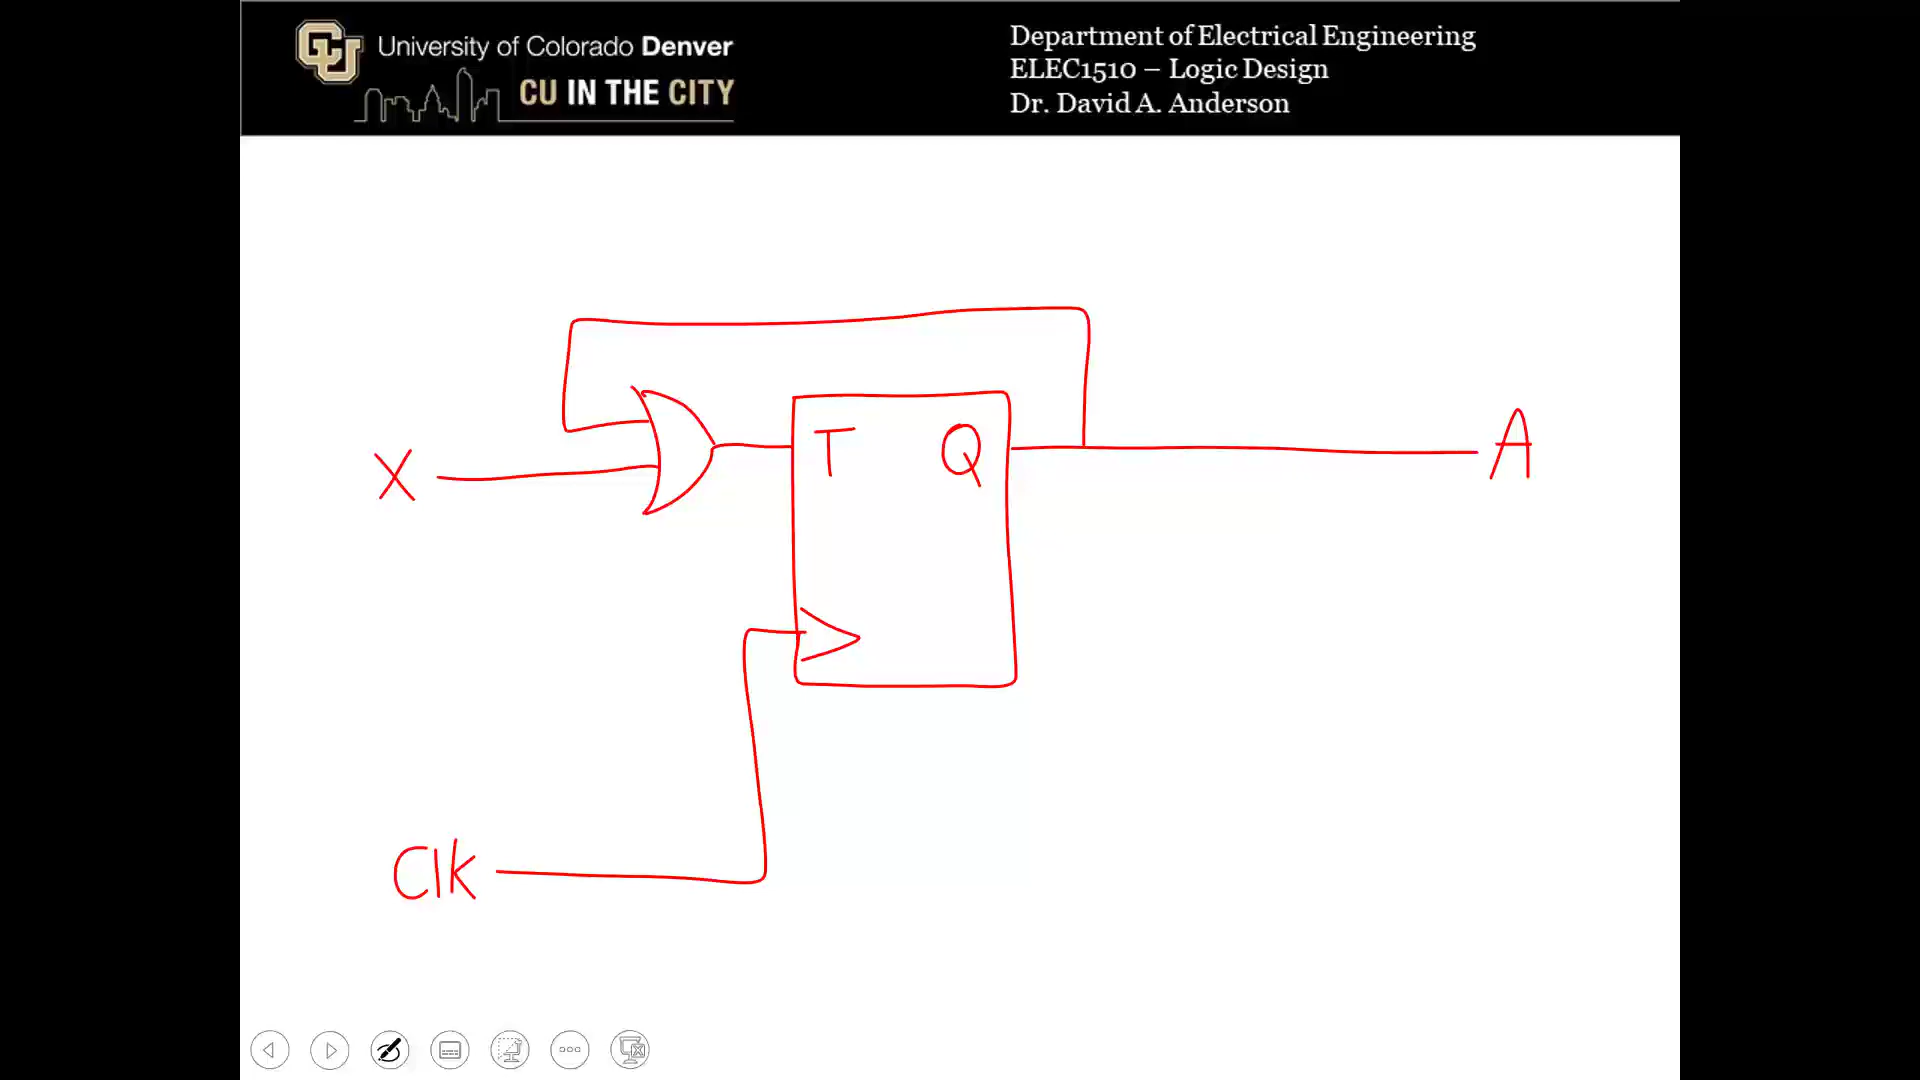 University of Colorado Denver
CU IN THE CITY
Department of Electrical Engineering
ELEC1510 – Logic Design
Dr. David A. Anderson
T Q
X
A
Clk